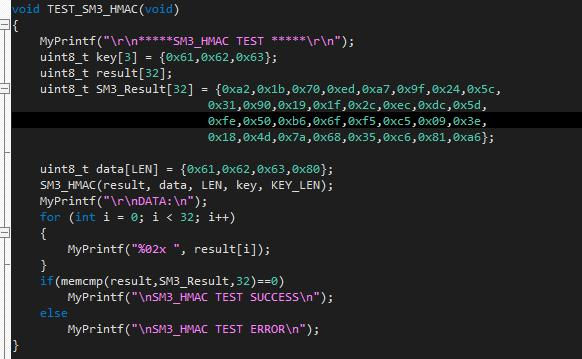 void TEST_SM3_HMAC(void)
{
    MyPrintf("\r\n*****SM3_HMAC TEST *****\r\n");
    uint8_t key[3] = {0x61,0x62,0x63};
    uint8_t result[32];
    uint8_t SM3_Result[32] = {0xa2,0x1b,0x70,0xed,0xa7,0x9f,0x24,0x5c,
                            0x31,0x90,0x19,0x1f,0x2c,0xec,0xdc,0x5d,
                            0xfe,0x50,0xb6,0x6f,0xf5,0xc5,0x09,0x3e,
                            0x18,0x4d,0x7a,0x68,0x35,0xc6,0x81,0xa6};
    uint8_t data[LEN] = {0x61,0x62,0x63,0x80};
    SM3_HMAC(result, data, LEN, key, KEY_LEN);
    MyPrintf("\r\nDATA:\n");
    for (int i = 0; i < 32; i++)
    {
        MyPrintf("%02x ", result[i]);
    }
    if(memcmp(result,SM3_Result,32)==0)
        MyPrintf("\nSM3_HMAC TEST SUCCESS\n");
    else
        MyPrintf("\nSM3_HMAC TEST ERROR\n");
}